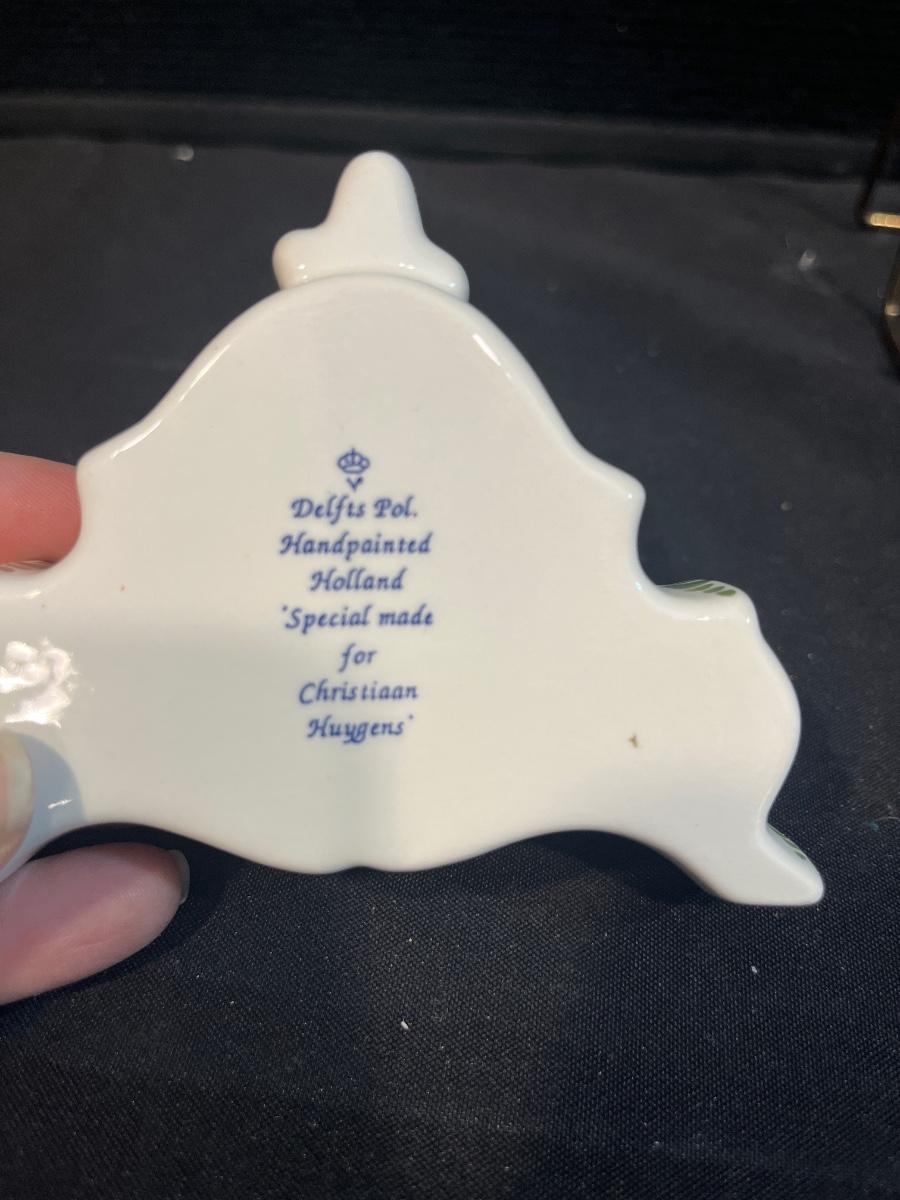 Delfts Pol.
Handpainted
Holland
"Special made
for
Christiaan
Huygens"